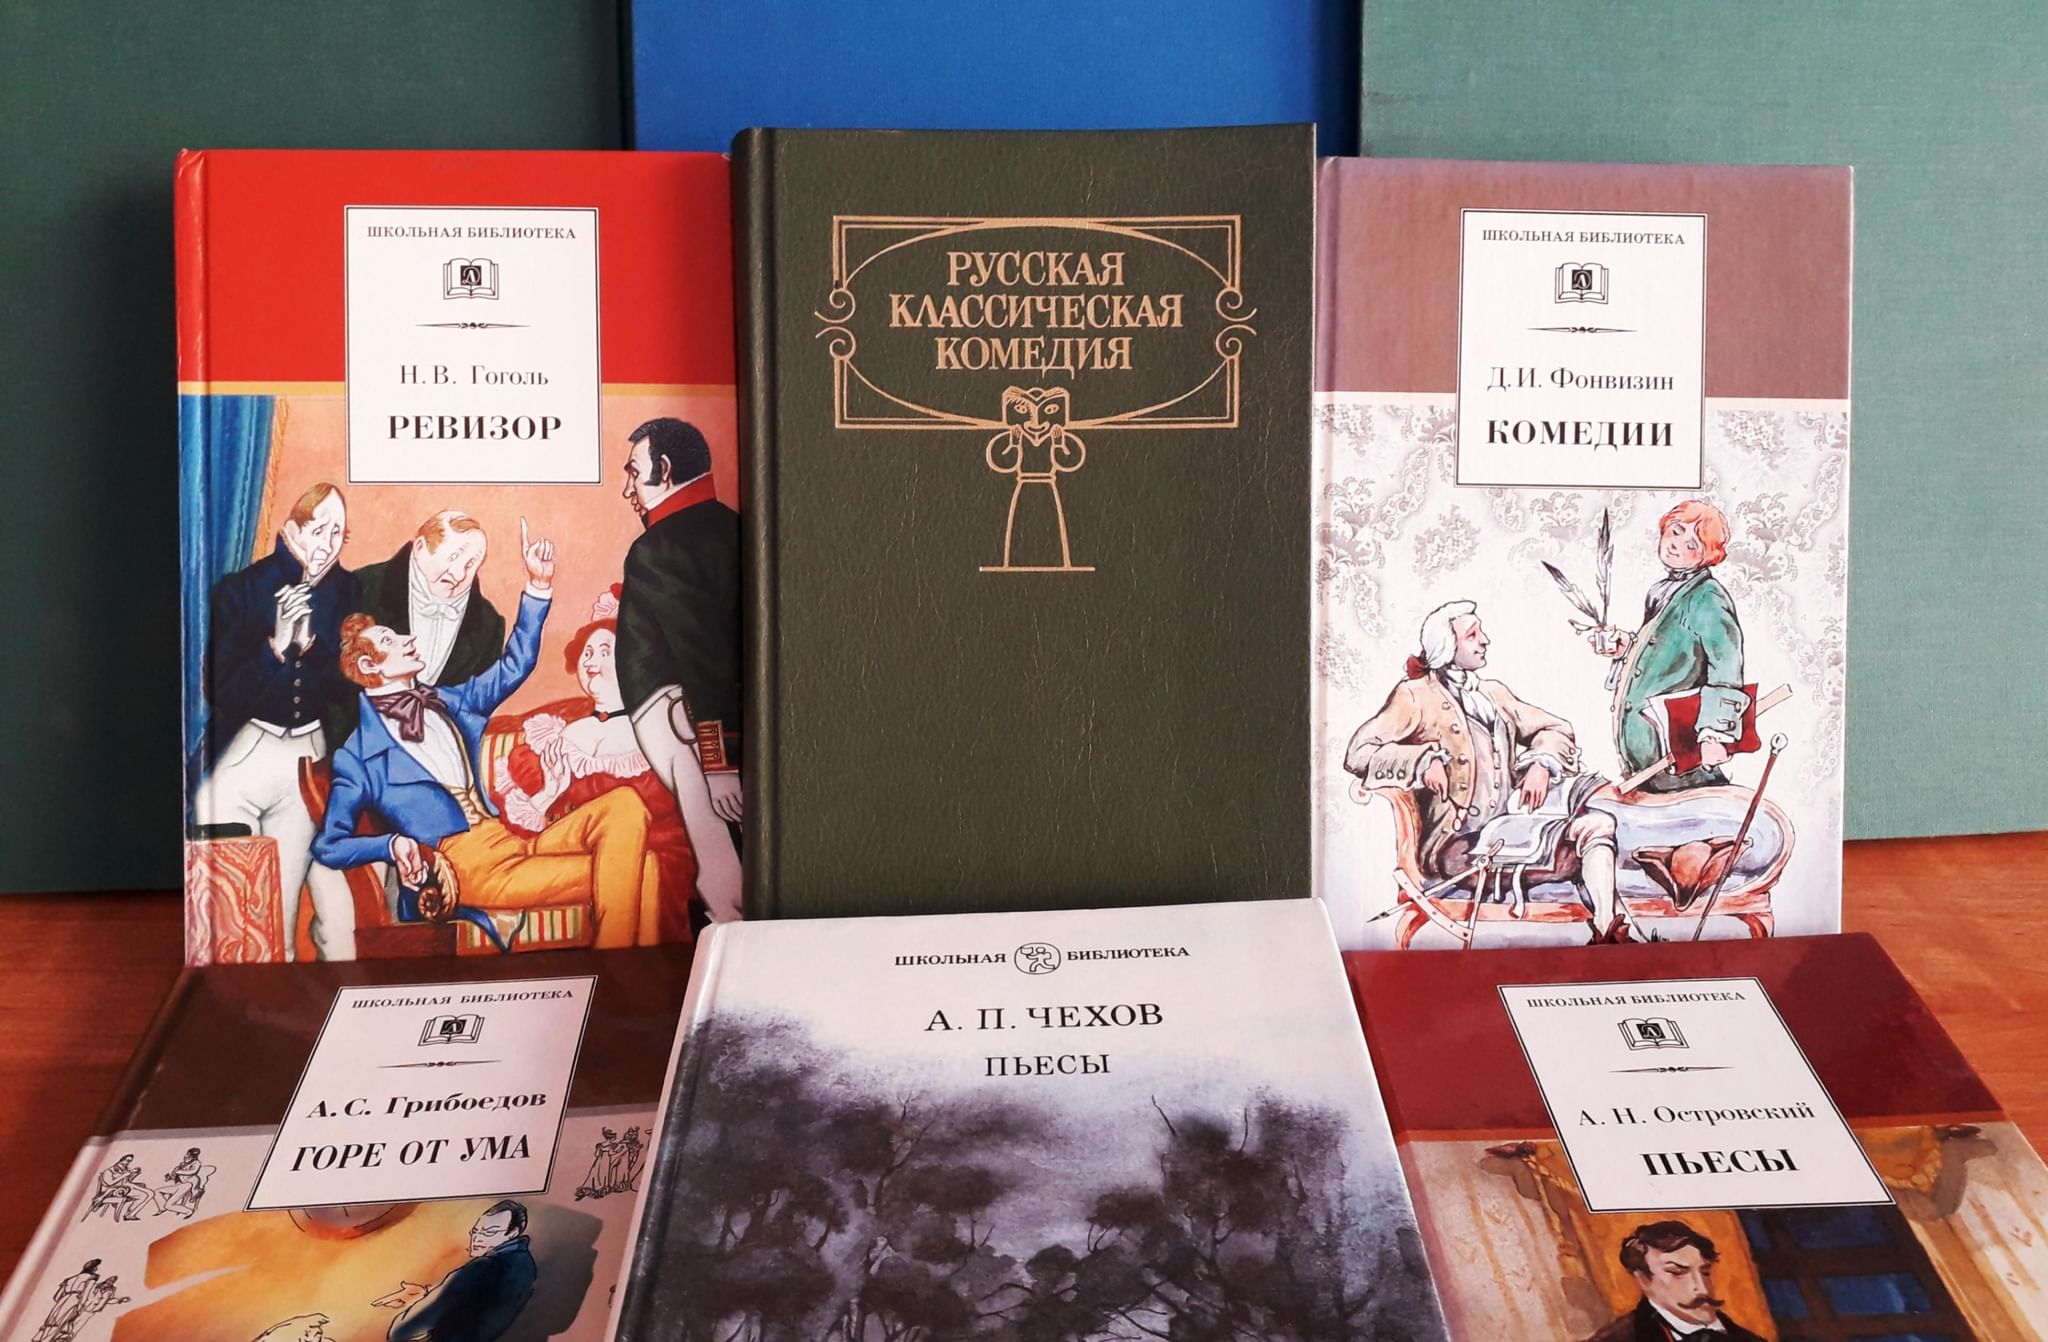 ШКОЛЬНАЯ БИБЛИОТЕКА
Н. В. Гоголь
РЕВИЗОР
РУССКАЯ
КЛАССИЧЕСКАЯ
КОМЕДИЯ
ШКОЛЬНАЯ БИБЛИОТЕКА
Д. И. Фонвизин
КОМЕДИИ
ШКОЛЬНАЯ БИБЛИОТЕКА
А. С. Грибоедов
ГОРЕ ОТ УМА
ШКОЛЬНАЯ БИБЛИОТЕКА
А. П. ЧЕХОВ
ПЬЕСЫ
ШКОЛЬНАЯ БИБЛИОТЕКА
А. Н. Островский
ПЬЕСЫ